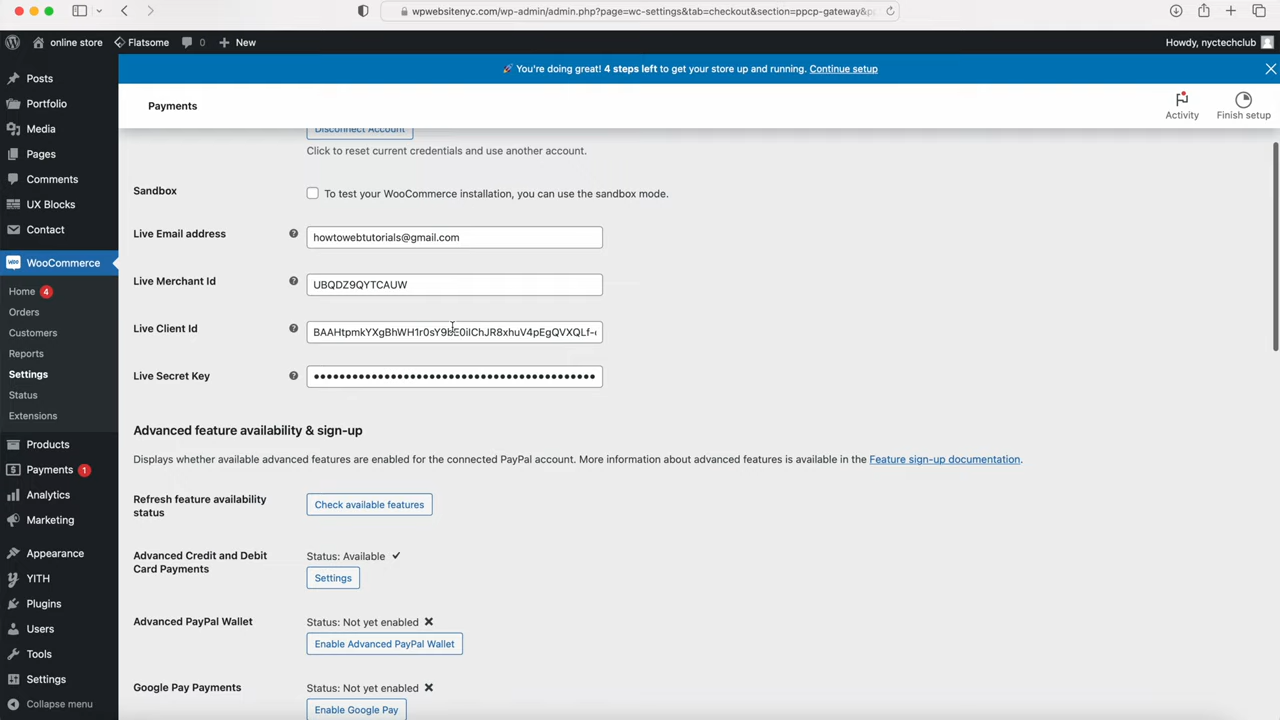 wpwebsitenyc.com/wp-admin/admin.php?page=wc-settings&tab=checkout&section=ppcp-gateway&
online store
Flatsome
0
New
Howdy, nyctechclub
🚀 You're doing great! 4 steps left to get your store up and running. Continue setup
Posts
Portfolio
Media
Pages
Comments
UX Blocks
Contact
WooCommerce
Home 4
Orders
Customers
Reports
Settings
Status
Extensions
Products
Payments 1
Analytics
Marketing
Appearance
YITH
Plugins
Users
Tools
Settings
Collapse menu
Payments
Activity
Finish setup
Disconnect Account
Click to reset current credentials and use another account.
Sandbox
To test your WooCommerce installation, you can use the sandbox mode.
Live Email address
howtowebtutorials@gmail.com
Live Merchant Id
UBQDZ9QYTCAUW
Live Client Id
Live Secret Key
••••••••••••••••••••••••••••••••••••••••••••
Advanced feature availability & sign-up
Displays whether available advanced features are enabled for the connected PayPal account. More information about advanced features is available in the Feature sign-up documentation.
Refresh feature availability
status
Check available features
Advanced Credit and Debit
Card Payments
Status: Available ✔
Settings
Advanced PayPal Wallet
Status: Not yet enabled ✖
Enable Advanced PayPal Wallet
Google Pay Payments
Status: Not yet enabled ✖
Enable Google Pay